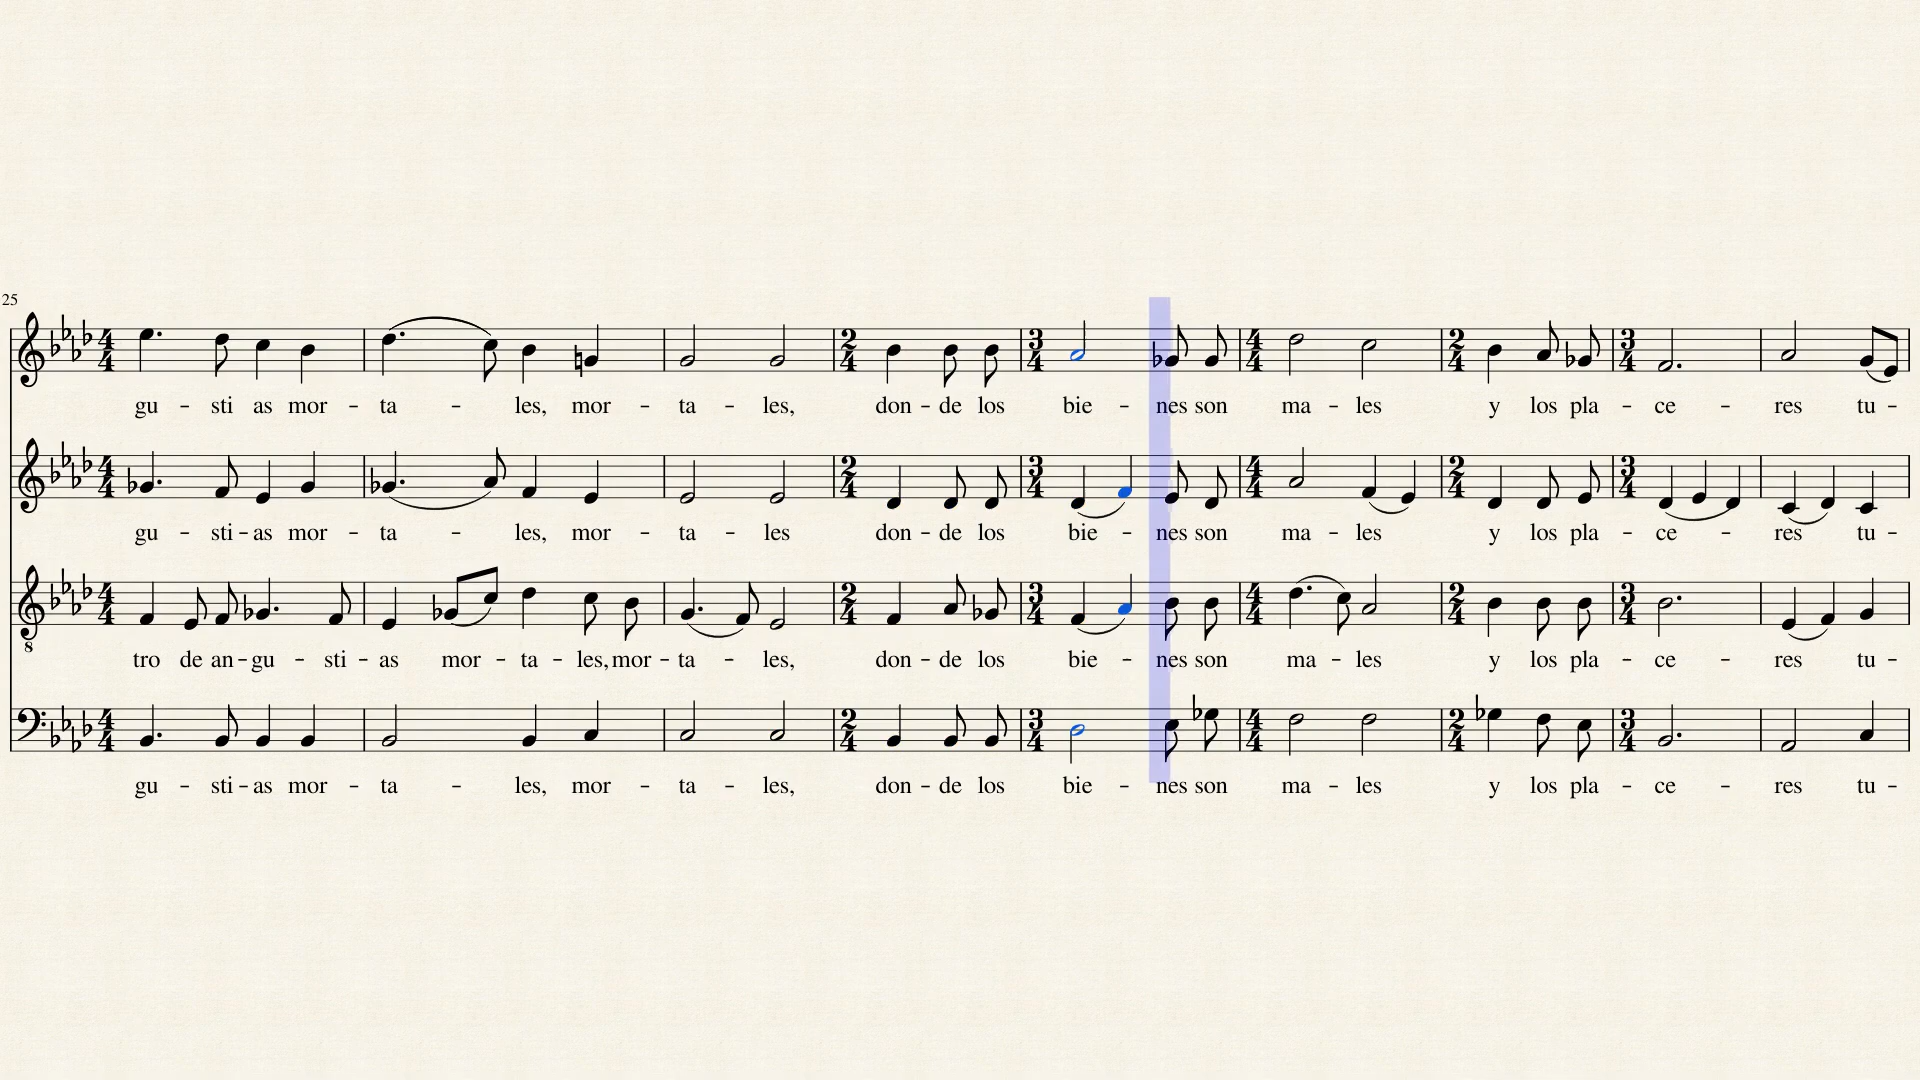 25
gu - sti as mor - ta - les, mor - ta - les, don - de los bie - nes son ma - les y los pla - ce - res tu -
gu - sti - as mor - ta - les, mor - ta - les don - de los bie - nes son ma - les y los pla - ce - res tu -
tro de an - gu - sti - as mor - ta - les, mor - ta - les, don - de los bie - nes son ma - les y los pla - ce - res tu -
gu - sti - as mor - ta - les, mor - ta - les, don - de los bie - nes son ma - les y los pla - ce - res tu -